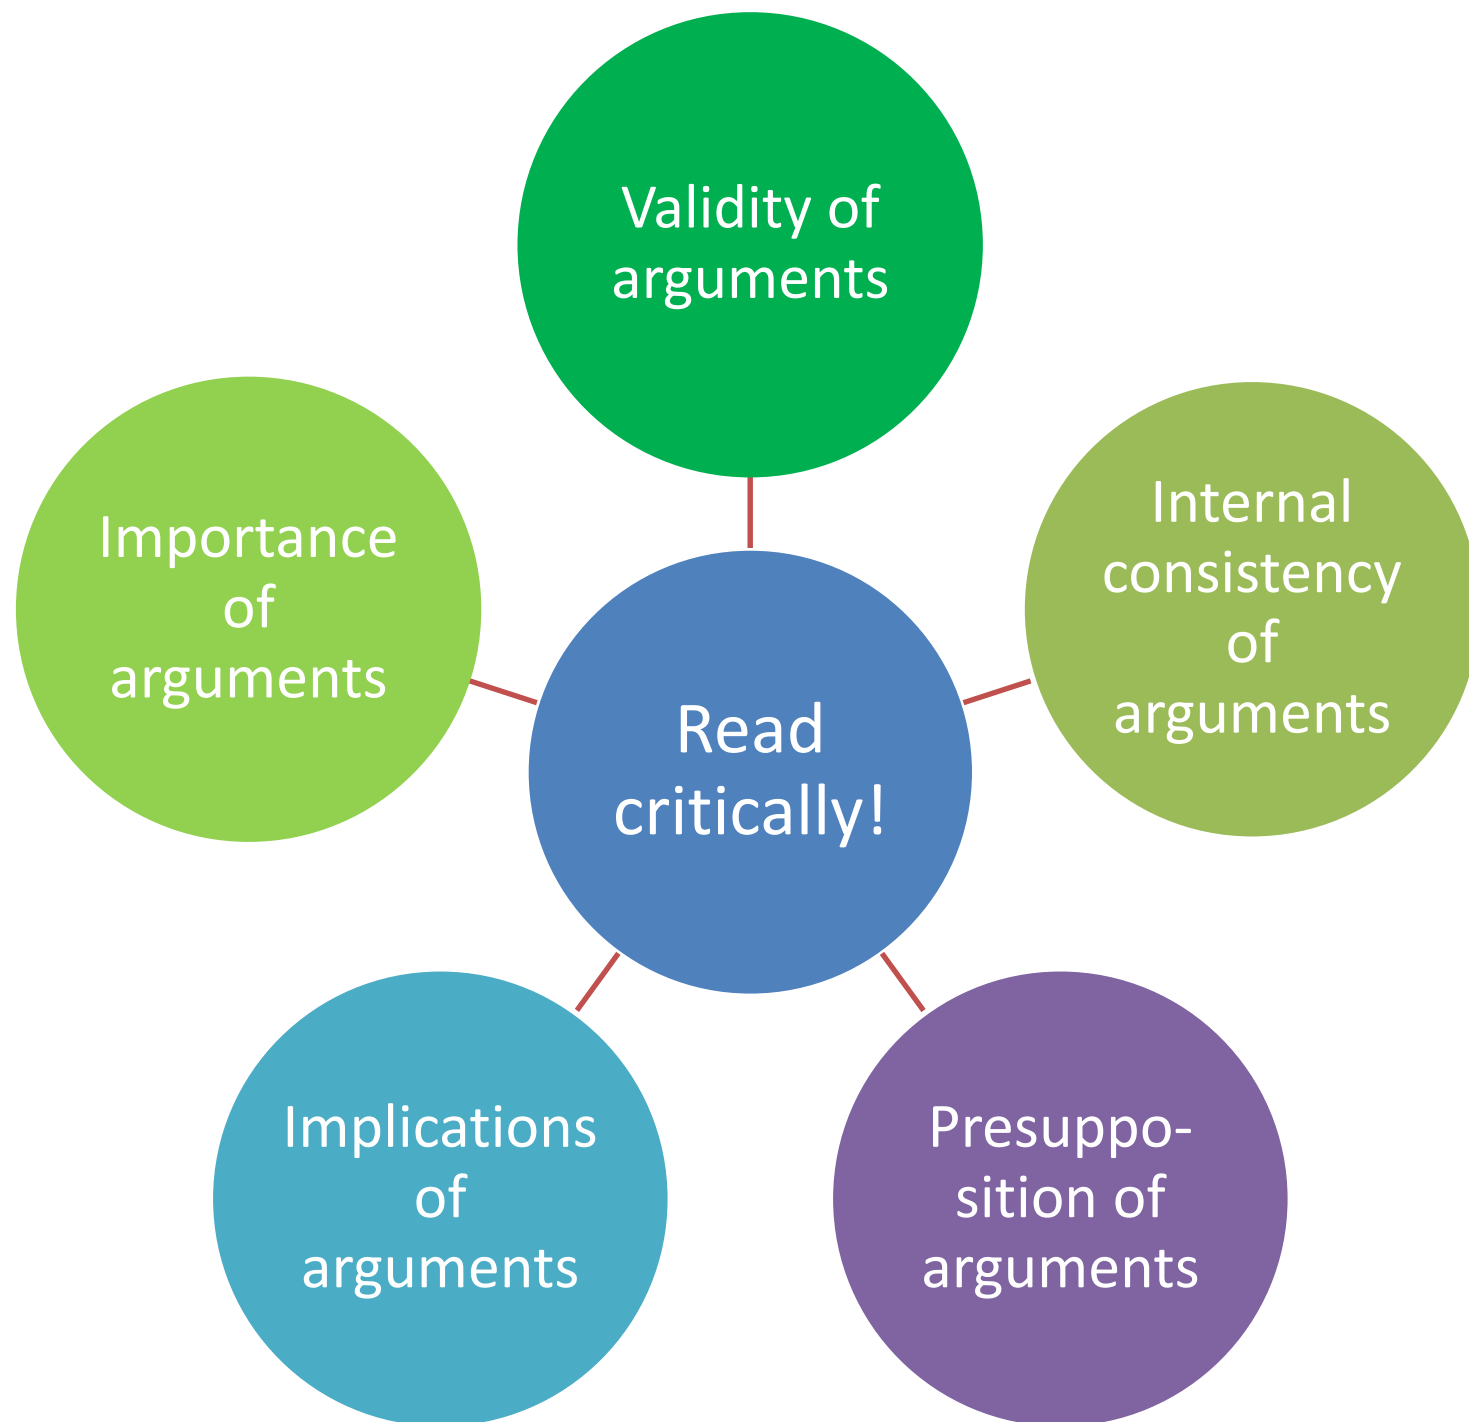 Validity of
arguments
Internal
consistency
of
arguments
Presuppo-
sition of
arguments
Implications
of
arguments
Importance
of
arguments
Read
critically!